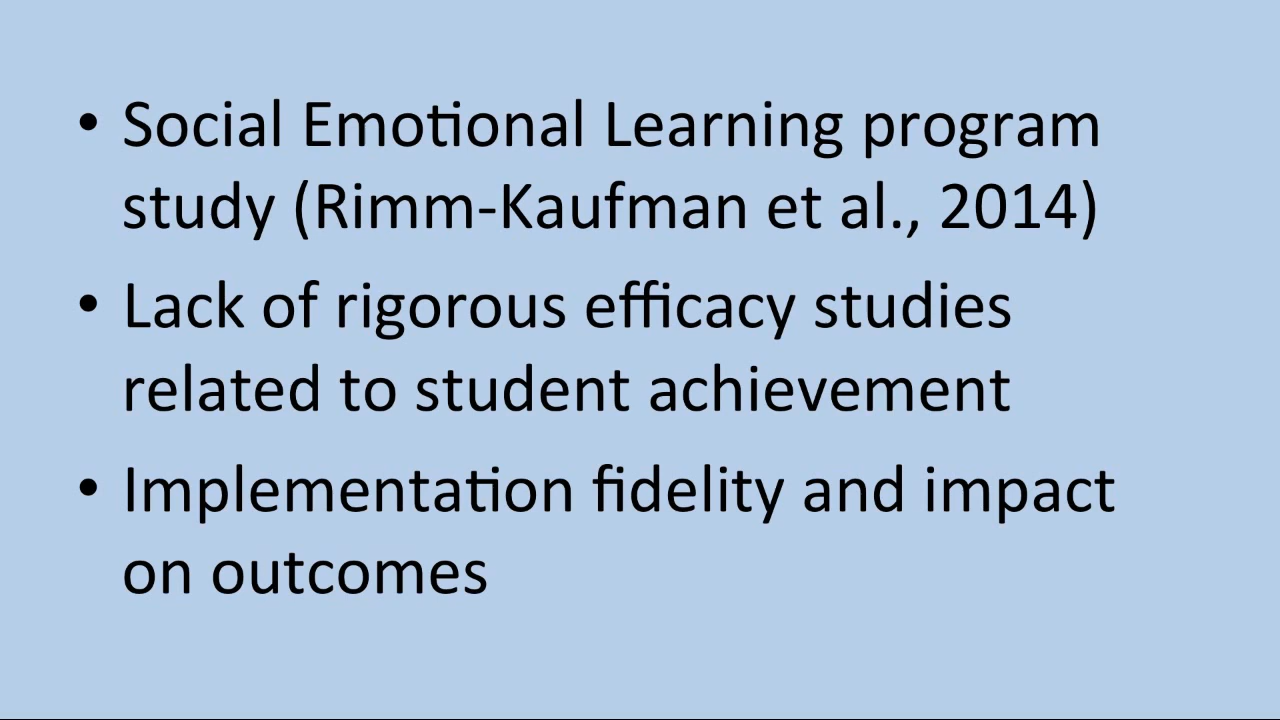 • Social Emotional Learning program
study (Rimm-Kaufman et al., 2014)
• Lack of rigorous efficacy studies
related to student achievement
• Implementation fidelity and impact
on outcomes